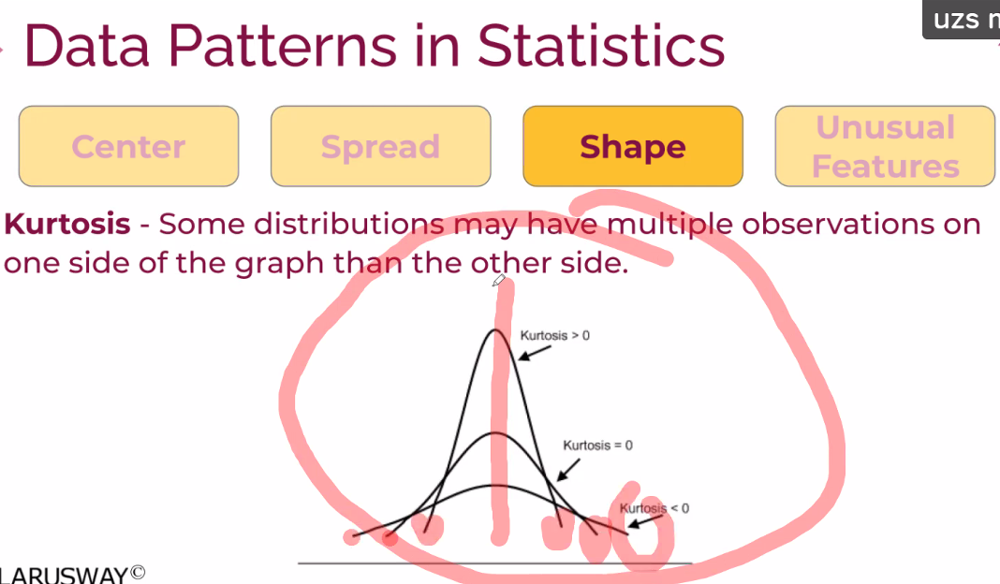 uzs n
Data Patterns in Statistics
Center
Spread
Shape
Unusual
Features
Kurtosis - Some distributions may have multiple observations on
one side of the graph than the other side.
Kurtosis > 0
Kurtosis = 0
Kurtosis < 0
LARUSWAY©